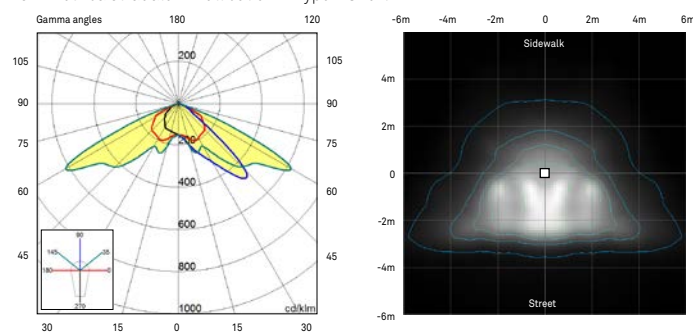 Gamma angles 180 120
-6m -4m -2m 0 2m 4m 6m
Sidewalk
200
105 105
4m
90 90
2m
75 75
0
400
60 60
600
-2m
45 45
800
-4m
90
145 35
180 0
270
1000
cd/klm
Street
-6m
30 15 0 15 30